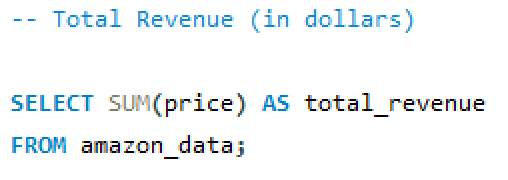 -- Total Revenue (in dollars)
SELECT SUM(price) AS total_revenue
FROM amazon_data;